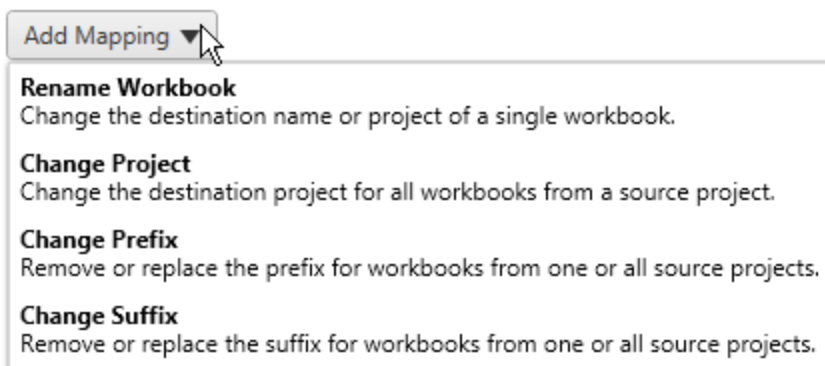 Add Mapping ▼
Rename Workbook
Change the destination name or project of a single workbook.
Change Project
Change the destination project for all workbooks from a source project.
Change Prefix
Remove or replace the prefix for workbooks from one or all source projects.
Change Suffix
Remove or replace the suffix for workbooks from one or all source projects.